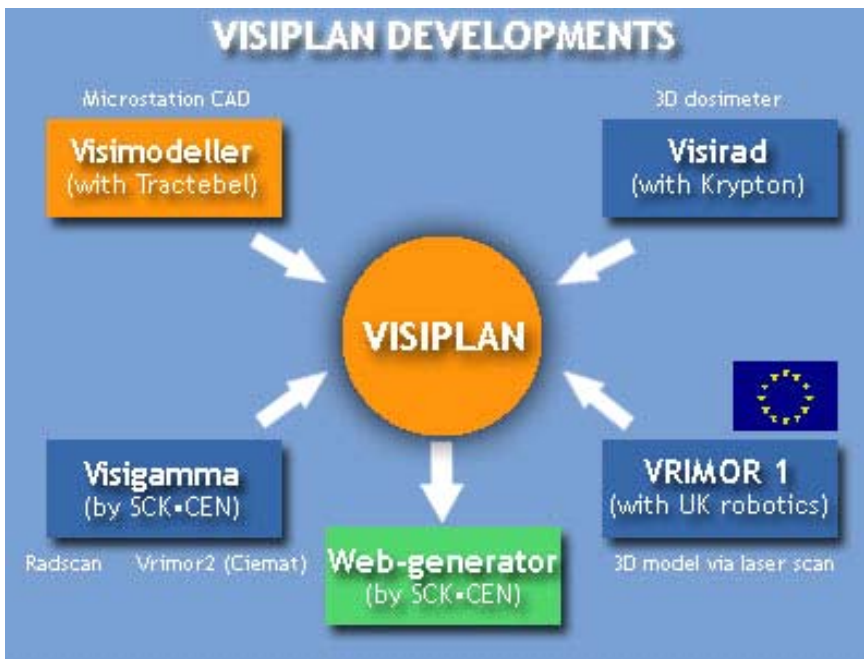 VISIPLAN DEVELOPMENTS
Microstation CAD
Visimodeller
(with Tractebel)
3D dosimeter
Visirad
(with Krypton)
VISIPLAN
Visigamma
(by SCK▪CEN)
Radscan Vrimor2 (Ciemat)
Web-generator
(by SCK▪CEN)
VRIMOR 1
(with UK robotics)
3D model via laser scan